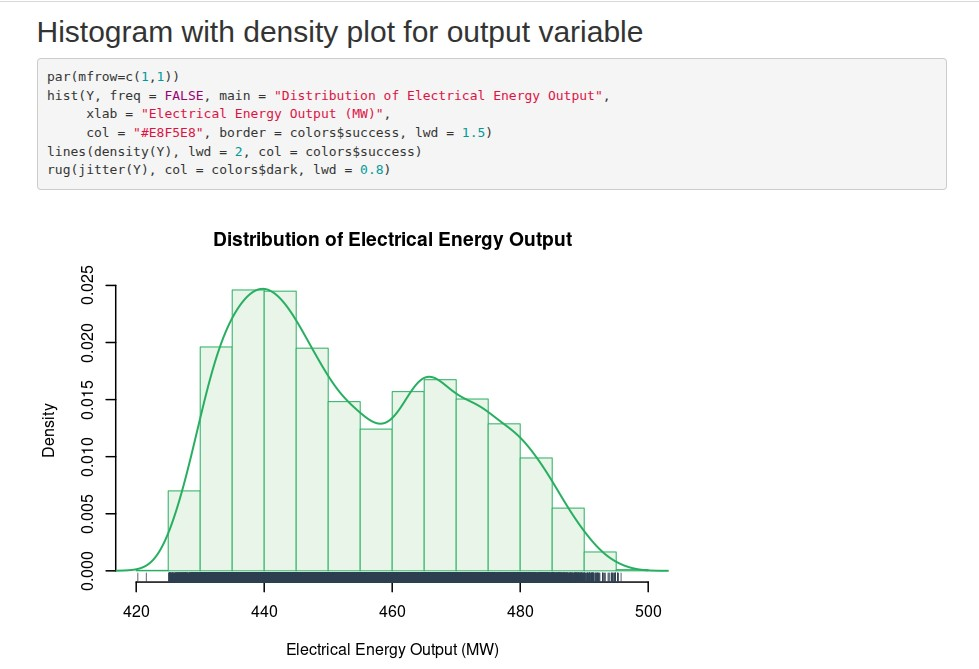 Histogram with density plot for output variable
par(mfrow=c(1,1))
hist(Y, freq = FALSE, main = "Distribution of Electrical Energy Output",
     xlab = "Electrical Energy Output (MW)",
     col = "#E8F5E8", border = colors$success, lwd = 1.5)
lines(density(Y), lwd = 2, col = colors$success)
rug(jitter(Y), col = colors$dark, lwd = 0.8)
Distribution of Electrical Energy Output
0.025
0.020
0.015
0.010
0.005
0.000
Density
420 440 460 480 500
Electrical Energy Output (MW)